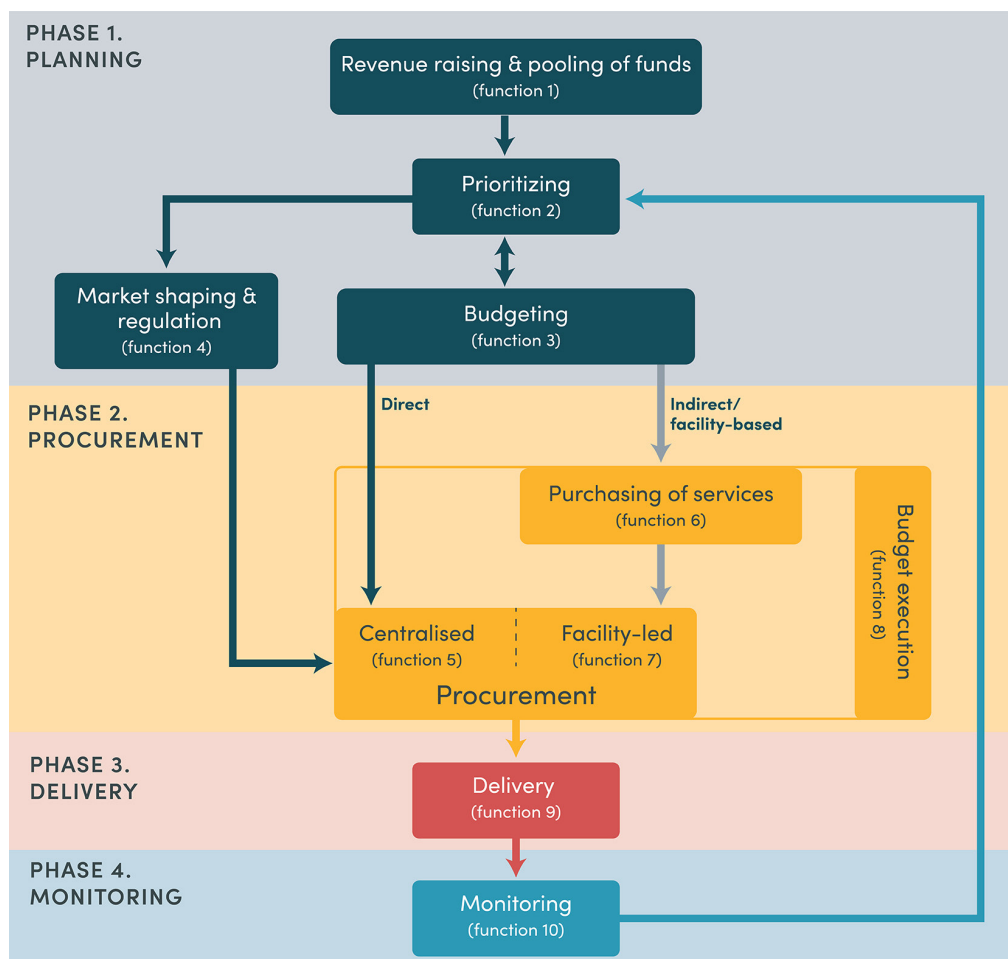 PHASE 1.
PLANNING
Revenue raising & pooling of funds
(function 1)
Prioritizing
(function 2)
Market shaping &
regulation
(function 4)
Budgeting
(function 3)
PHASE 2.
PROCUREMENT
Direct
Indirect/
facility-based
Purchasing of services
(function 6)
Budget execution
(function 8)
Centralised
(function 5)
Facility-led
(function 7)
Procurement
PHASE 3.
DELIVERY
Delivery
(function 9)
PHASE 4.
MONITORING
Monitoring
(function 10)